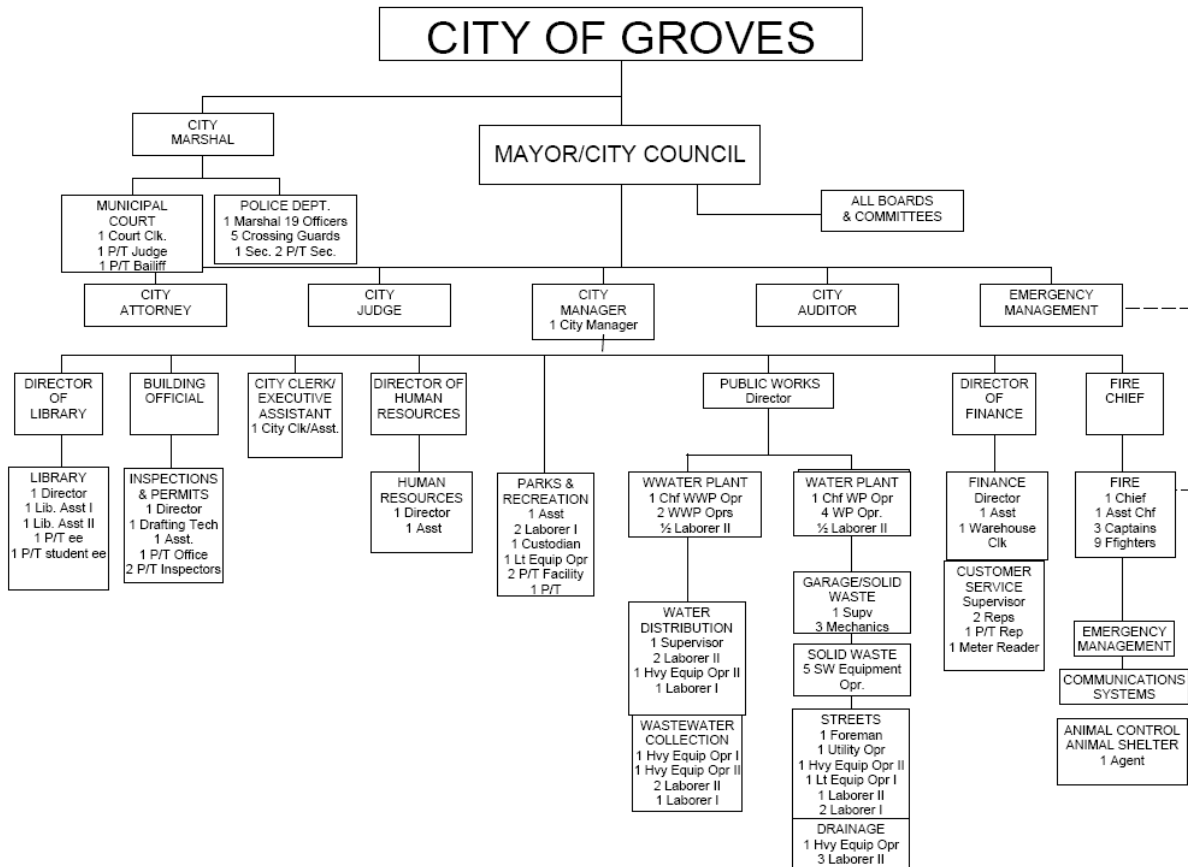 CITY OF GROVES
CITY
MARSHAL
MAYOR/CITY COUNCIL
MUNICIPAL
COURT
1 Court Clk.
1 P/T Judge
1 P/T Bailiff
POLICE DEPT.
1 Marshal 19 Officers
5 Crossing Guards
1 Sec. 2 P/T Sec.
ALL BOARDS
& COMMITTEES
CITY
ATTORNEY
CITY
JUDGE
CITY
MANAGER
1 City Manager
CITY
AUDITOR
EMERGENCY
MANAGEMENT
DIRECTOR
OF
LIBRARY
BUILDING
OFFICIAL
CITY CLERK/
EXECUTIVE
ASSISTANT
1 City Clk/Asst.
DIRECTOR OF
HUMAN
RESOURCES
PUBLIC WORKS
Director
DIRECTOR
OF
FINANCE
FIRE
CHIEF
LIBRARY
1 Director
1 Lib. Asst I
1 Lib. Asst II
1 P/T ee
1 P/T student ee
INSPECTIONS
& PERMITS
1 Director
1 Drafting Tech
1 Asst.
1 P/T Office
2 P/T Inspectors
HUMAN
RESOURCES
1 Director
1 Asst
PARKS &
RECREATION
1 Asst
2 Laborer I
1 Custodian
1 Lt Equip Opr
2 P/T Facility
1 P/T
WWATER PLANT
1 Chf WWP Opr
2 WWP Oprs
½ Laborer II
WATER PLANT
1 Chf WP Opr
4 WP Opr.
½ Laborer II
FINANCE
Director
1 Asst
1 Warehouse
Clk
FIRE
1 Chief
1 Asst Chf
3 Captains
9 Ffighters
WATER
DISTRIBUTION
1 Supervisor
2 Laborer II
1 Hvy Equip Opr II
1 Laborer I
GARAGE/SOLID
WASTE
1 Supv
3 Mechanics
CUSTOMER
SERVICE
Supervisor
2 Reps
1 P/T Rep
1 Meter Reader
EMERGENCY
MANAGEMENT
SOLID WASTE
5 SW Equipment
Opr.
COMMUNICATIONS
SYSTEMS
WASTEWATER
COLLECTION
1 Hvy Equip Opr I
1 Hvy Equip Opr II
2 Laborer II
1 Laborer I
STREETS
1 Foreman
1 Utility Opr
1 Hvy Equip Opr II
1 Lt Equip Opr I
1 Laborer II
2 Laborer I
ANIMAL CONTROL
ANIMAL SHELTER
1 Agent
DRAINAGE
1 Hvy Equip Opr
3 Laborer II